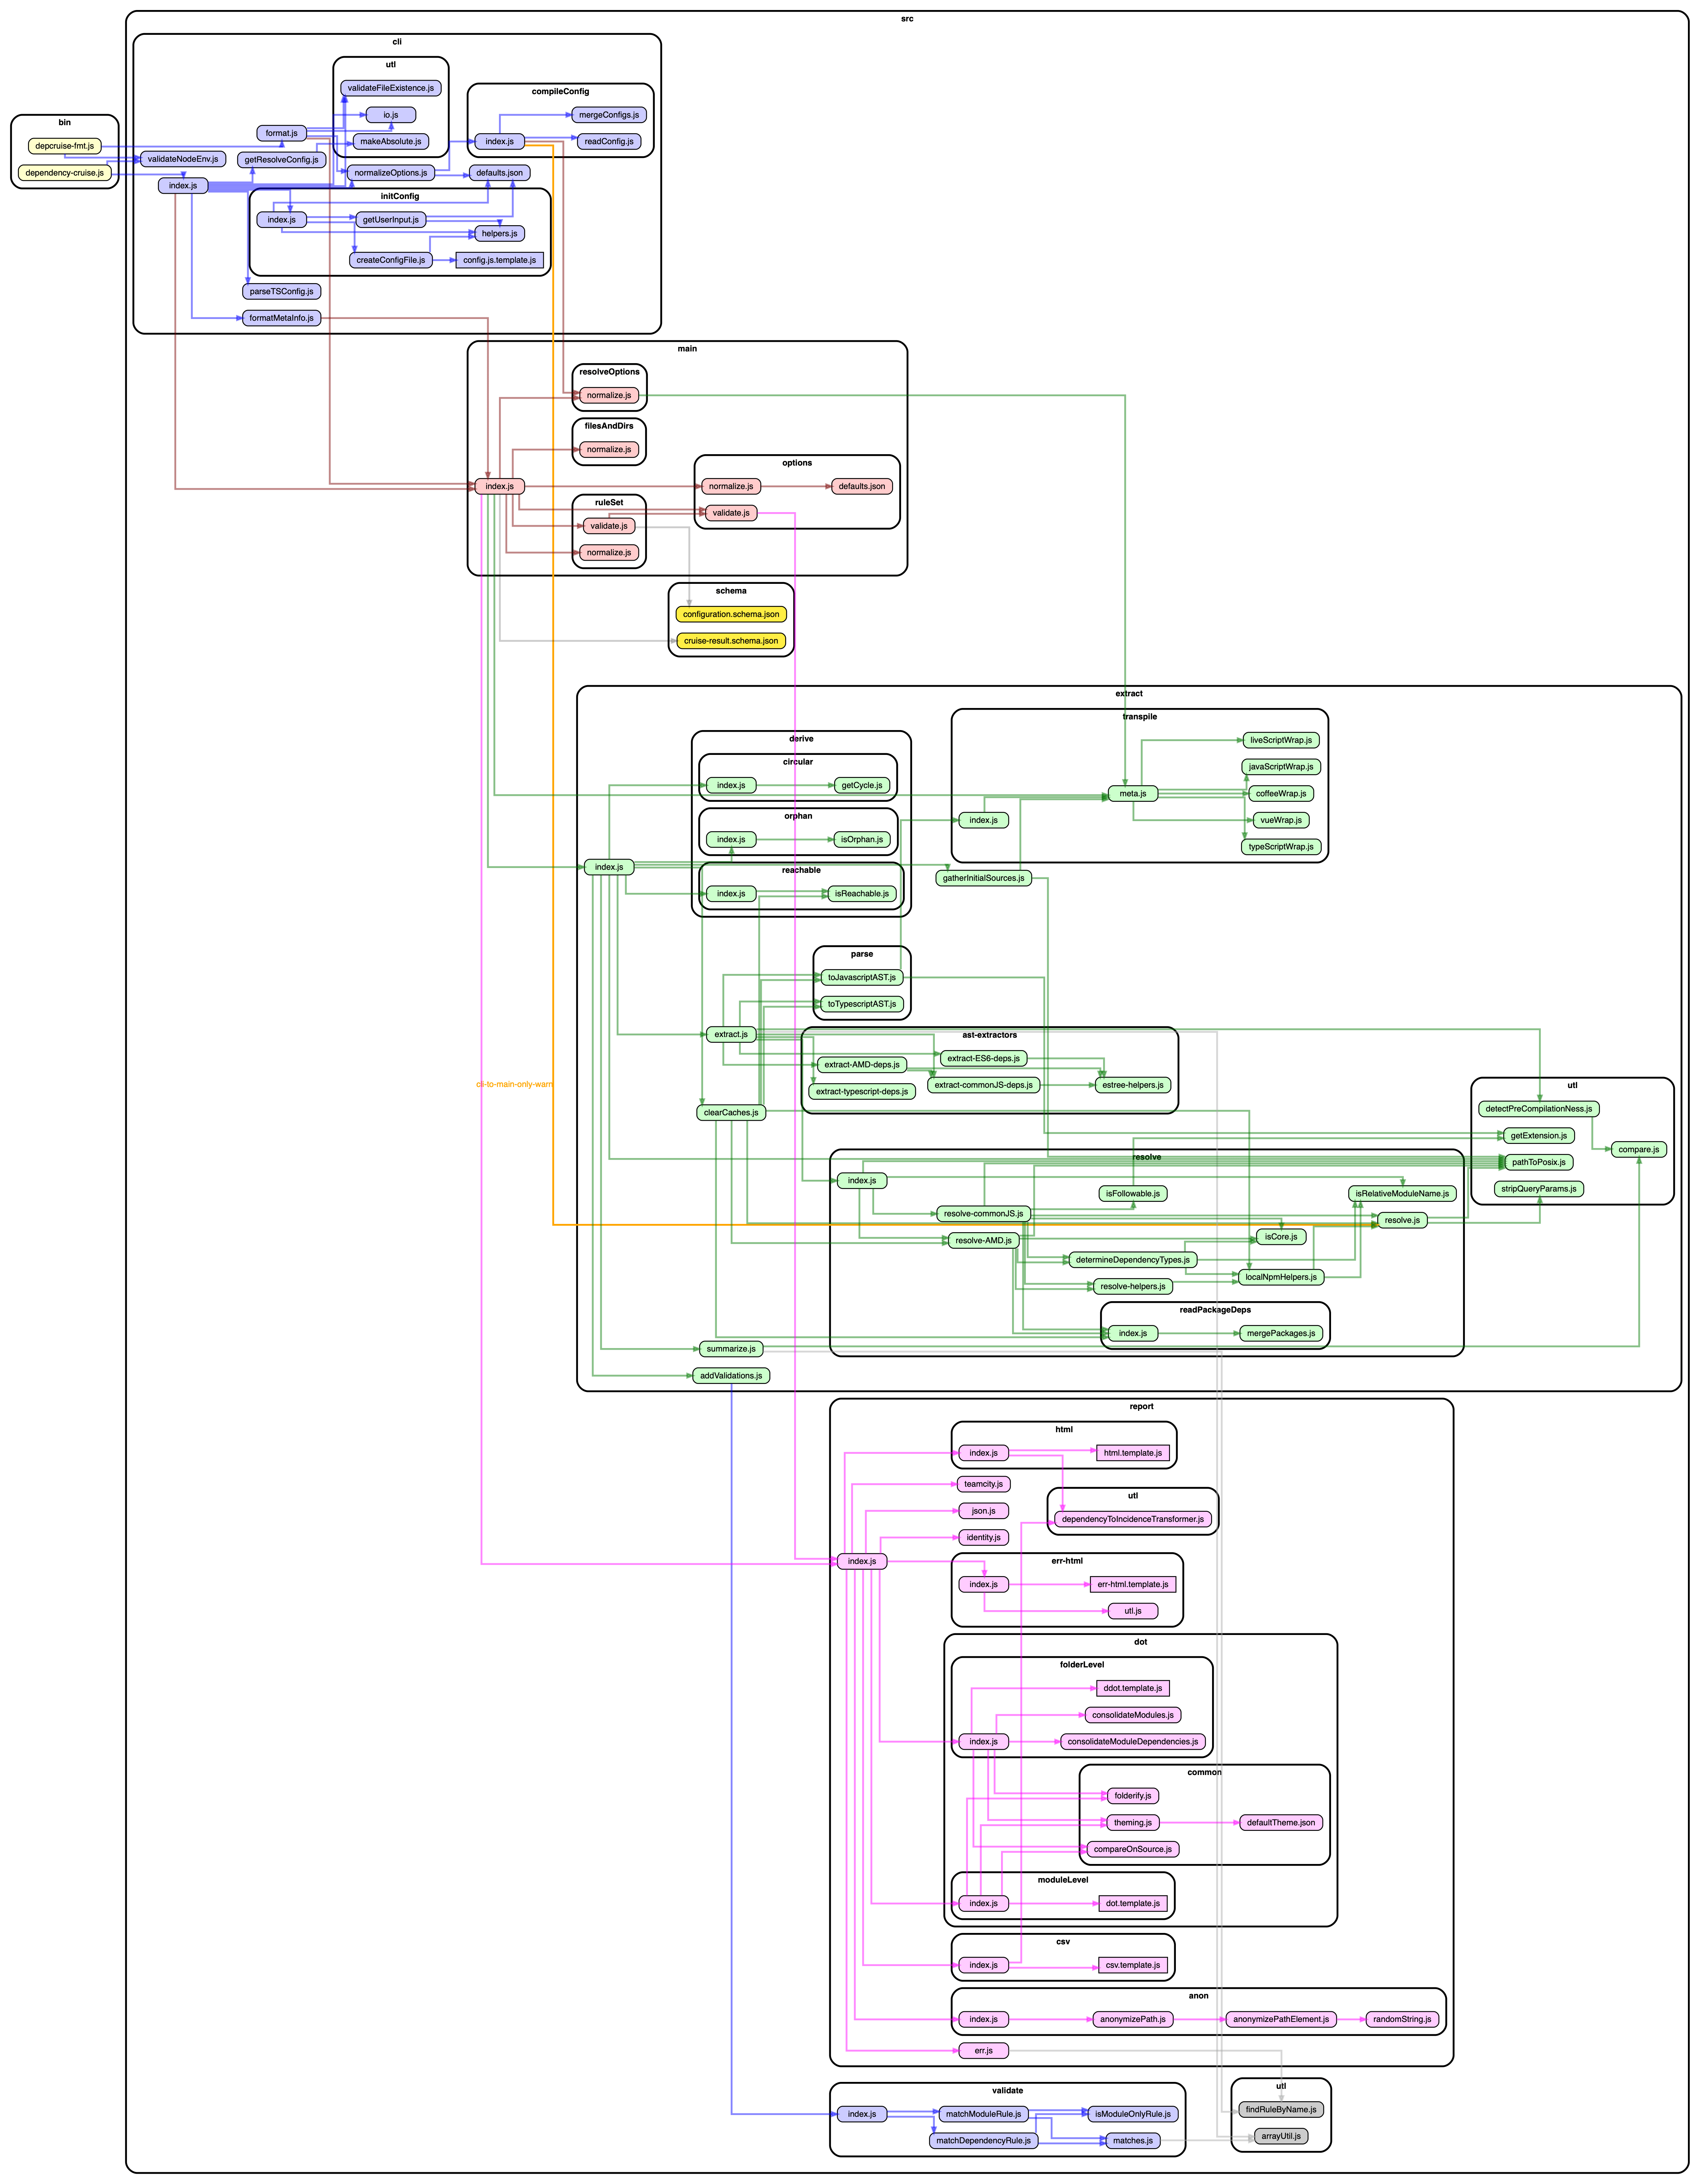 src
cli
utl
validateFileExistence.js
io.js
makeAbsolute.js
compileConfig
mergeConfigs.js
index.js
readConfig.js
bin
depcruise-fmt.js
dependency-cruise.js
format.js
validateNodeEnv.js
getResolveConfig.js
index.js
normalizeOptions.js
defaults.json
initConfig
index.js
getUserInput.js
helpers.js
createConfigFile.js
config.js.template.js
parseTSConfig.js
formatMetaInfo.js
main
resolveOptions
normalize.js
filesAndDirs
normalize.js
options
index.js
normalize.js
defaults.json
ruleSet
validate.js
validate.js
normalize.js
schema
configuration.schema.json
cruise-result.schema.json
extract
transpile
liveScriptWrap.js
javaScriptWrap.js
meta.js
coffeeWrap.js
index.js
vueWrap.js
typeScriptWrap.js
derive
circular
index.js
getCycle.js
orphan
index.js
isOrphan.js
index.js
reachable
index.js
isReachable.js
gatherInitialSources.js
parse
toJavascriptAST.js
toTypescriptAST.js
extract.js
ast-extractors
extract-ES6-deps.js
extract-AMD-deps.js
extract-commonJS-deps.js
estree-helpers.js
extract-typescript-deps.js
cli-to-main-only-warn
clearCaches.js
utl
detectPreCompilationNess.js
getExtension.js
compare.js
pathToPosix.js
stripQueryParams.js
resolve
index.js
isFollowable.js
isRelativeModuleName.js
resolve-commonJS.js
resolve.js
resolve-AMD.js
isCore.js
determineDependencyTypes.js
localNpmHelpers.js
resolve-helpers.js
readPackageDeps
index.js
mergePackages.js
summarize.js
addValidations.js
report
html
index.js
html.template.js
teamcity.js
utl
json.js
dependencyToIncidenceTransformer.js
identity.js
index.js
err-html
index.js
err-html.template.js
utl.js
dot
folderLevel
ddot.template.js
consolidateModules.js
index.js
consolidateModuleDependencies.js
common
folderify.js
theming.js
defaultTheme.json
compareOnSource.js
moduleLevel
index.js
dot.template.js
csv
index.js
csv.template.js
anon
index.js
anonymizePath.js
anonymizePathElement.js
randomString.js
err.js
validate
index.js
matchModuleRule.js
isModuleOnlyRule.js
matchDependencyRule.js
matches.js
utl
findRuleByName.js
arrayUtil.js